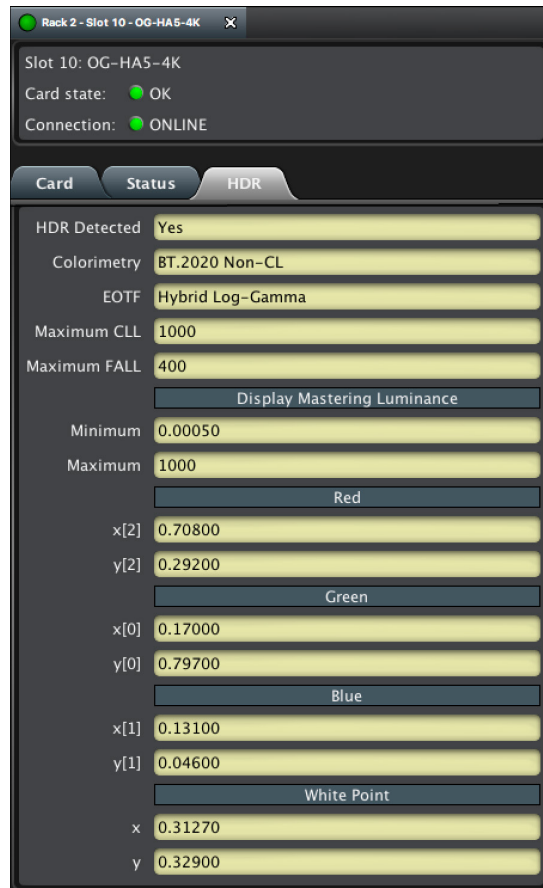 Rack 2 - Slot 10 - OG-HA5-4K X
Slot 10: OG-HA5-4K
Card state: OK
Connection: ONLINE
Card Status HDR
HDR Detected Yes
Colorimetry BT.2020 Non-CL
EOTF Hybrid Log-Gamma
Maximum CLL 1000
Maximum FALL 400
Display Mastering Luminance
Minimum 0.00050
Maximum 1000
Red
x[2] 0.70800
y[2] 0.29200
Green
x[0] 0.17000
y[0] 0.79700
Blue
x[1] 0.13100
y[1] 0.04600
White Point
x 0.31270
y 0.32900